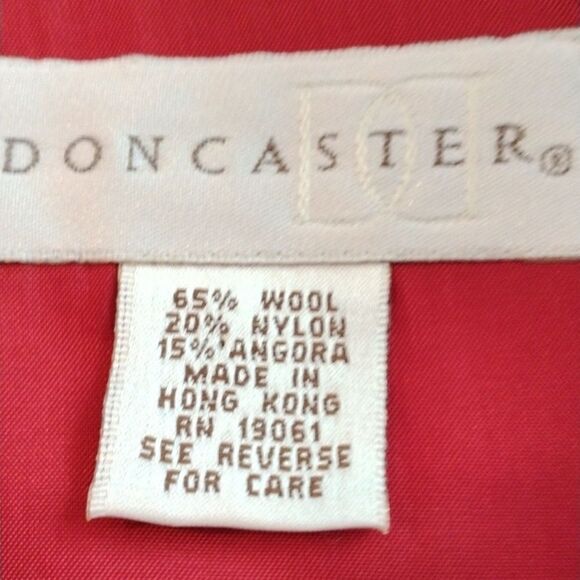 DONCASTER®
65% WOOL
20% NYLON
15% ANGORA
MADE IN
HONG KONG
RN 19061
SEE REVERSE
FOR CARE